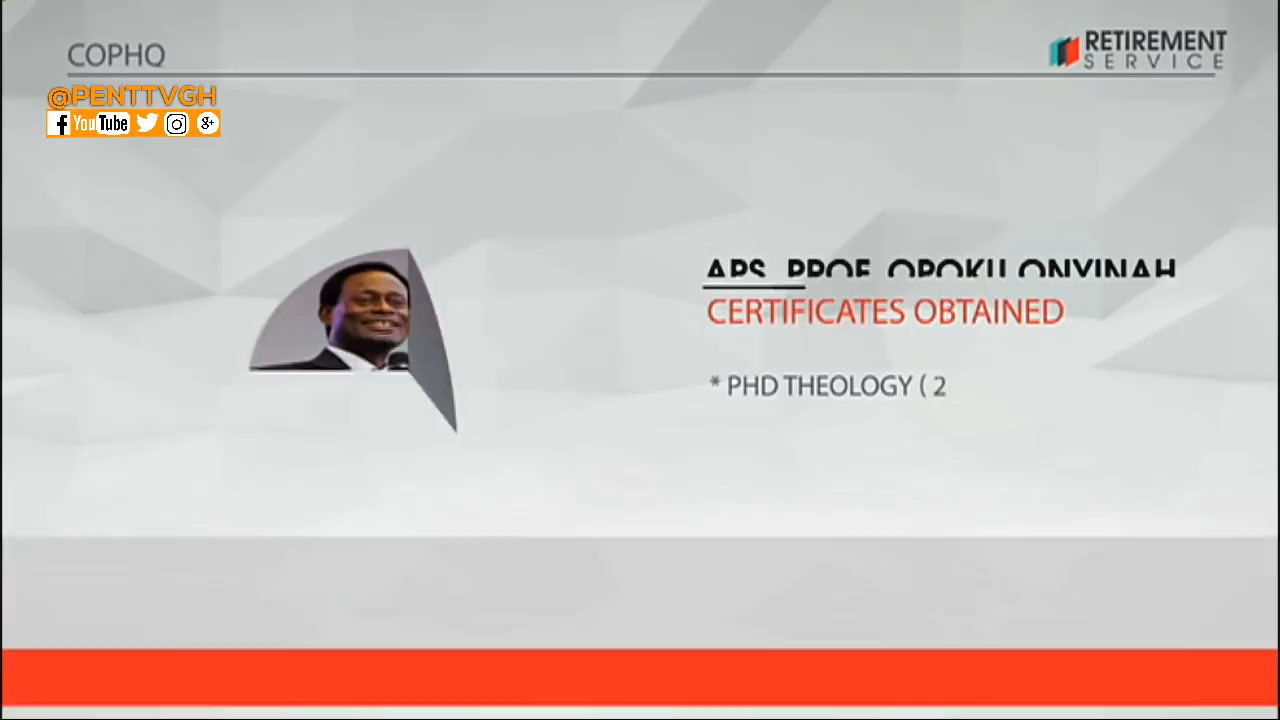 COPHQ
RETIREMENT
SERVICE
@PENTTVGH
f YouTube g+
APS. PROF. OPOKU ONYINAH
CERTIFICATES OBTAINED
* PHD THEOLOGY ( 2